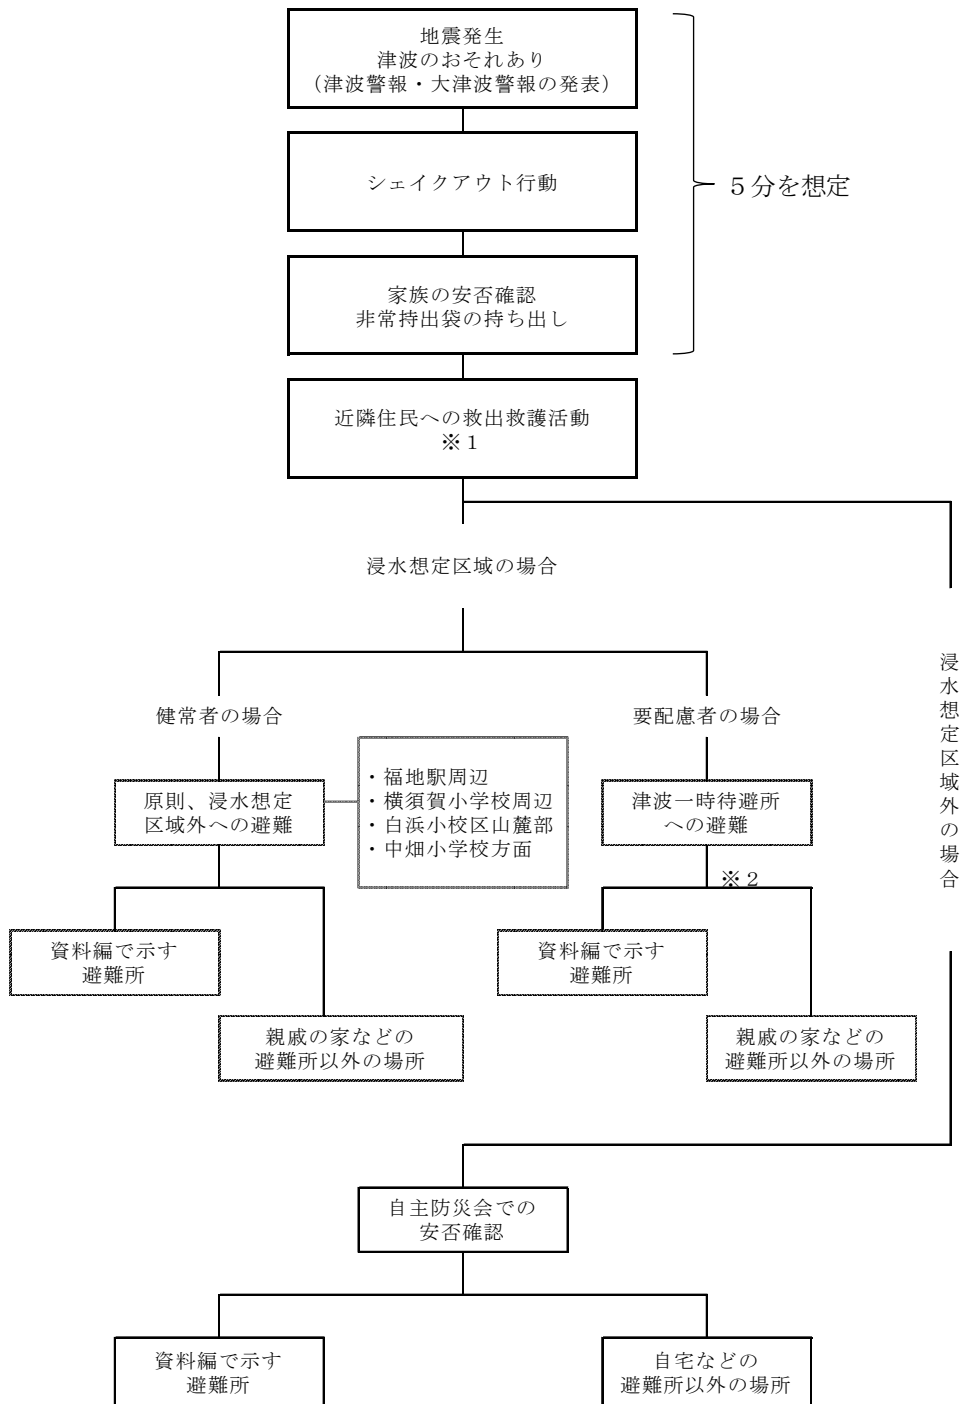 地震発生
津波のおそれあり
（津波警報・大津波警報の発表）
シェイクアウト行動
５分を想定
家族の安否確認
非常持出袋の持ち出し
近隣住民への救出救護活動
※１
浸水想定区域の場合
浸水想定区域外の場合
健常者の場合
要配慮者の場合
原則、浸水想定
区域外への避難
・福地駅周辺
・横須賀小学校周辺
・白浜小校区山麓部
・中畑小学校方面
津波一時待避所
への避難
※２
資料編で示す
避難所
親戚の家などの
避難所以外の場所
資料編で示す
避難所
親戚の家などの
避難所以外の場所
自主防災会での
安否確認
資料編で示す
避難所
自宅などの
避難所以外の場所